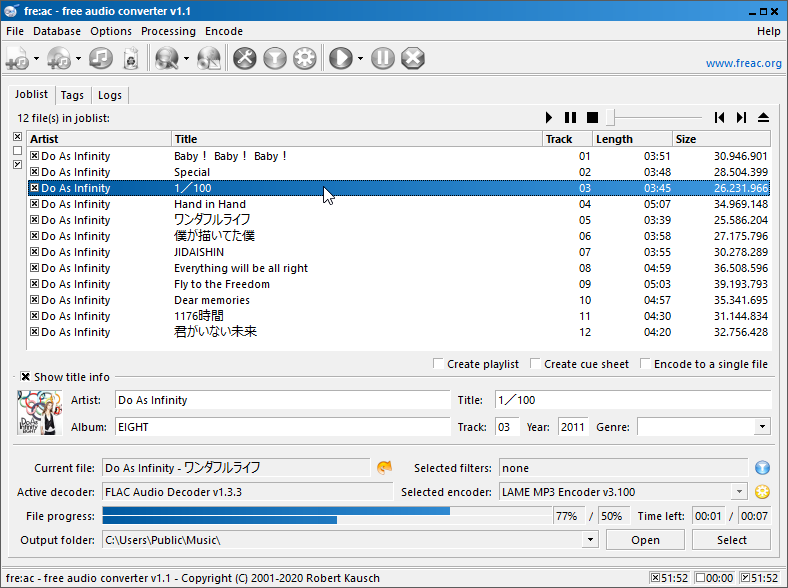 fre:ac - free audio converter v1.1
File Database Options Processing Encode Help
www.freac.org
Joblist Tags Logs
12 file(s) in joblist:
Artist Title Track Length Size
Do As Infinity Baby！ Baby！ Baby！ 01 03:51 30.946.901
Do As Infinity Special 02 03:48 28.504.399
Do As Infinity 1／100 03 03:45 26.231.966
Do As Infinity Hand in Hand 04 05:07 34.969.148
Do As Infinity ワンダフルライフ 05 03:39 25.586.204
Do As Infinity 僕が描いてた僕 06 03:58 27.175.796
Do As Infinity JIDAISHIN 07 03:55 30.278.289
Do As Infinity Everything will be all right 08 04:59 36.508.596
Do As Infinity Fly to the Freedom 09 05:03 39.193.793
Do As Infinity Dear memories 10 04:57 35.341.695
Do As Infinity 1176時間 11 04:30 31.144.834
Do As Infinity 君がいない未来 12 04:20 32.756.428
Create playlist Create cue sheet Encode to a single file
Show title info
Artist: Do As Infinity Title: 1／100
Do As Infinity EIGHT
Album: EIGHT Track: 03 Year: 2011 Genre:
Current file: Do As Infinity - ワンダフルライフ Selected filters: none
Active decoder: FLAC Audio Decoder v1.3.3 Selected encoder: LAME MP3 Encoder v3.100
File progress: 77% / 50% Time left: 00:01 / 00:07
Output folder: C:\Users\Public\Music\ Open Select
fre:ac - free audio converter v1.1 - Copyright (C) 2001-2020 Robert Kausch 51:52 00:00 51:52